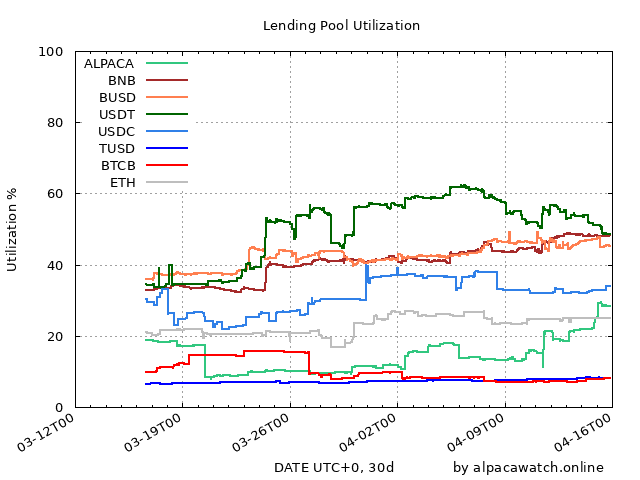 Lending Pool Utilization
100
80
60
40
20
0
Utilization %
ALPACA
BNB
BUSD
USDT
USDC
TUSD
BTCB
ETH
03-12T00
03-19T00
03-26T00
04-02T00
04-09T00
04-16T00
DATE UTC+0, 30d
by alpacawatch.online